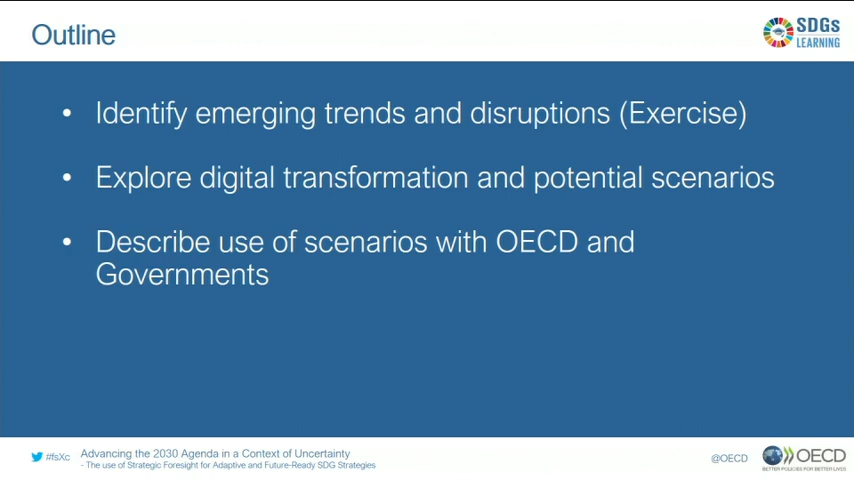 Outline
SDGs
LEARNING
• Identify emerging trends and disruptions (Exercise)
• Explore digital transformation and potential scenarios
• Describe use of scenarios with OECD and
Governments
#fsXc
Advancing the 2030 Agenda in a Context of Uncertainty
- The use of Strategic Foresight for Adaptive and Future-Ready SDG Strategies
@OECD
OECD
BETTER POLICIES FOR BETTER LIVES